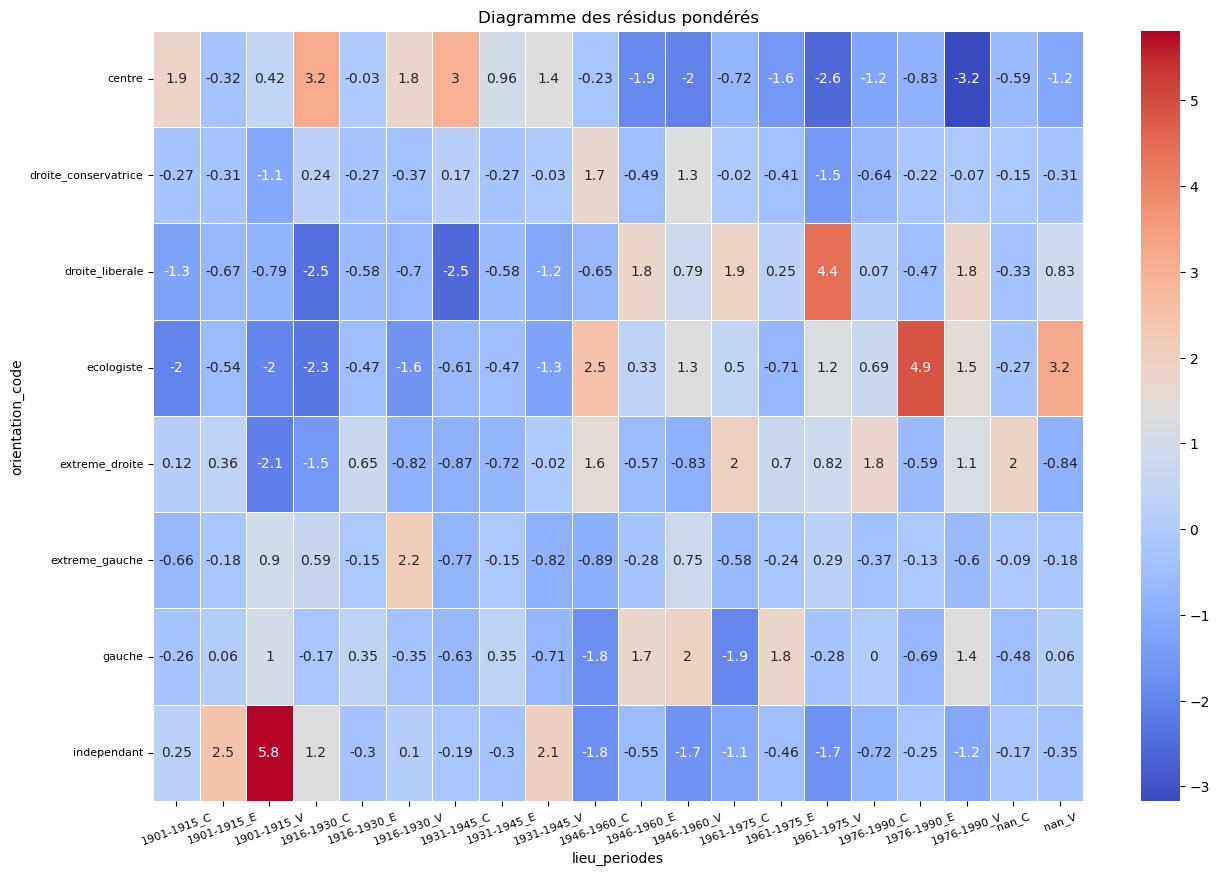 Diagramme des résidus pondérés
centre 1.9 -0.32 0.42 3.2 -0.03 1.8 3 0.96 1.4 -0.23 -1.9 -2 -0.72 -1.6 -2.6 -1.2 -0.83 -3.2 -0.59 -1.2
droite_conservatrice -0.27 -0.31 -1.1 0.24 -0.27 -0.37 0.17 -0.27 -0.03 1.7 -0.49 1.3 -0.02 -0.41 -1.5 -0.64 -0.22 -0.07 -0.15 -0.31
droite_liberale -1.3 -0.67 -0.79 -2.5 -0.58 -0.7 -2.5 -0.58 -1.2 -0.65 1.8 0.79 1.9 0.25 4.4 0.07 -0.47 1.8 -0.33 0.83
ecologiste -2 -0.54 -2 -2.3 -0.47 -1.6 -0.61 -0.47 -1.3 2.5 0.33 1.3 0.5 -0.71 1.2 0.69 4.9 1.5 -0.27 3.2
extreme_droite 0.12 0.36 -2.1 -1.5 0.65 -0.82 -0.87 -0.72 -0.02 1.6 -0.57 -0.83 2 0.7 0.82 1.8 -0.59 1.1 2 -0.84
extreme_gauche -0.66 -0.18 0.9 0.59 -0.15 2.2 -0.77 -0.15 -0.82 -0.89 -0.28 0.75 -0.58 -0.24 0.29 -0.37 -0.13 -0.6 -0.09 -0.18
gauche -0.26 0.06 1 -0.17 0.35 -0.35 -0.63 0.35 -0.71 -1.8 1.7 2 -1.9 1.8 -0.28 0 -0.69 1.4 -0.48 0.06
independant 0.25 2.5 5.8 1.2 -0.3 0.1 -0.19 -0.3 2.1 -1.8 -0.55 -1.7 -1.1 -0.46 -1.7 -0.72 -0.25 -1.2 -0.17 -0.35
1901-1915_C 1901-1915_E 1901-1915_V 1916-1930_C 1916-1930_E 1916-1930_V 1931-1945_C 1931-1945_E 1931-1945_V 1946-1960_C 1946-1960_E 1946-1960_V 1961-1975_C 1961-1975_E 1961-1975_V 1976-1990_C 1976-1990_E 1976-1990_V nan_C nan_V
lieu_periodes
orientation_code
5
4
3
2
1
0
−1
−2
−3